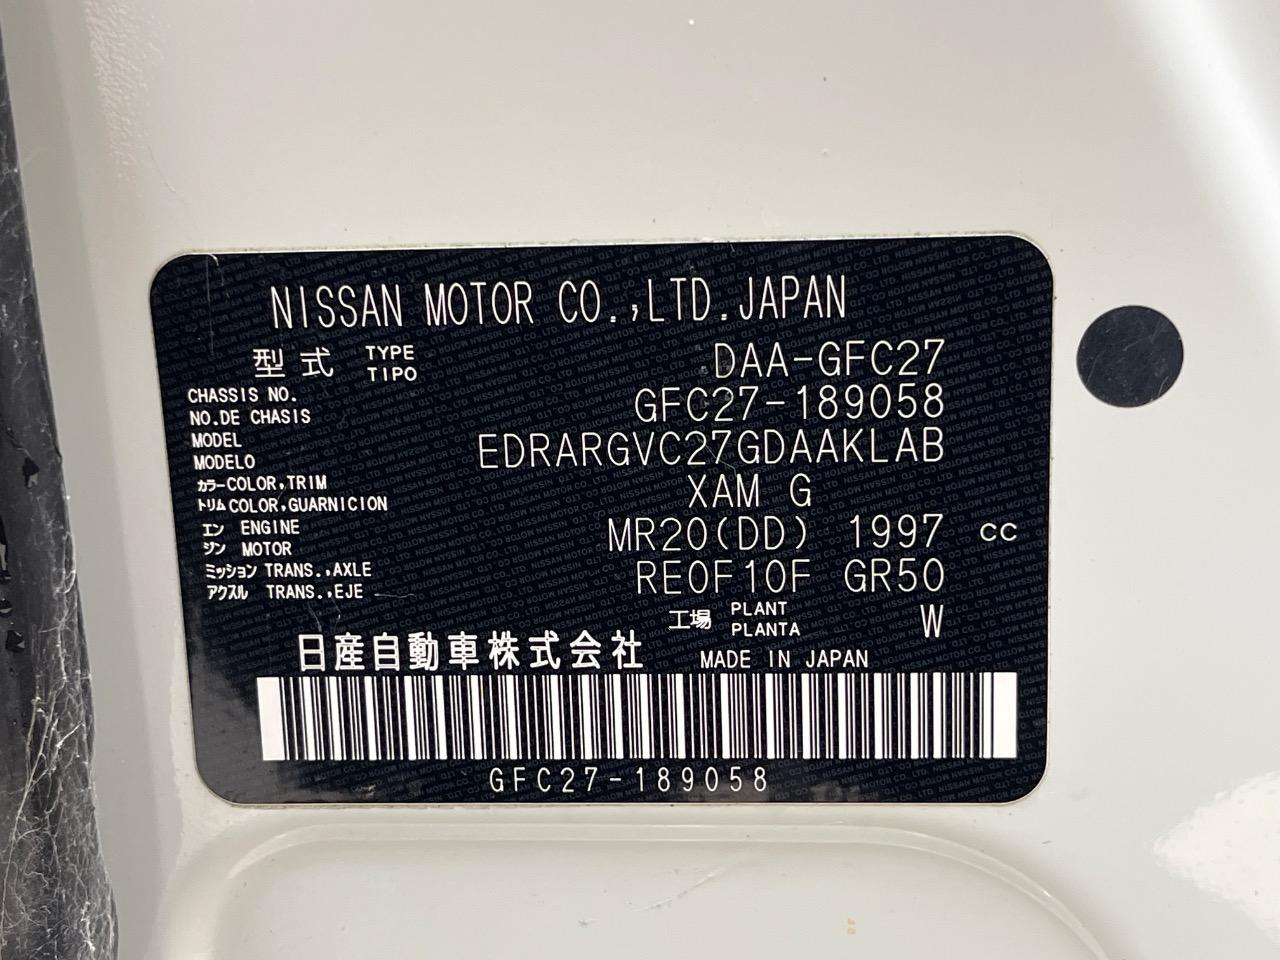 NISSAN MOTOR CO.,LTD.JAPAN
型式 TYPE TIPO DAA-GFC27
CHASSIS NO. NO.DE CHASIS GFC27-189058
MODEL MODELO EDRARGVC27GDAAKLAB
カラーCOLOR,TRIM トリムCOLOR,GUARNICION XAM G
エンジン ENGINE MOTOR MR20(DD) 1997 cc
ミッション TRANS.,AXLE アクスル TRANS.,EJE RE0F10F GR50
工場 PLANT PLANTA W
日産自動車株式会社 MADE IN JAPAN
GFC27-189058